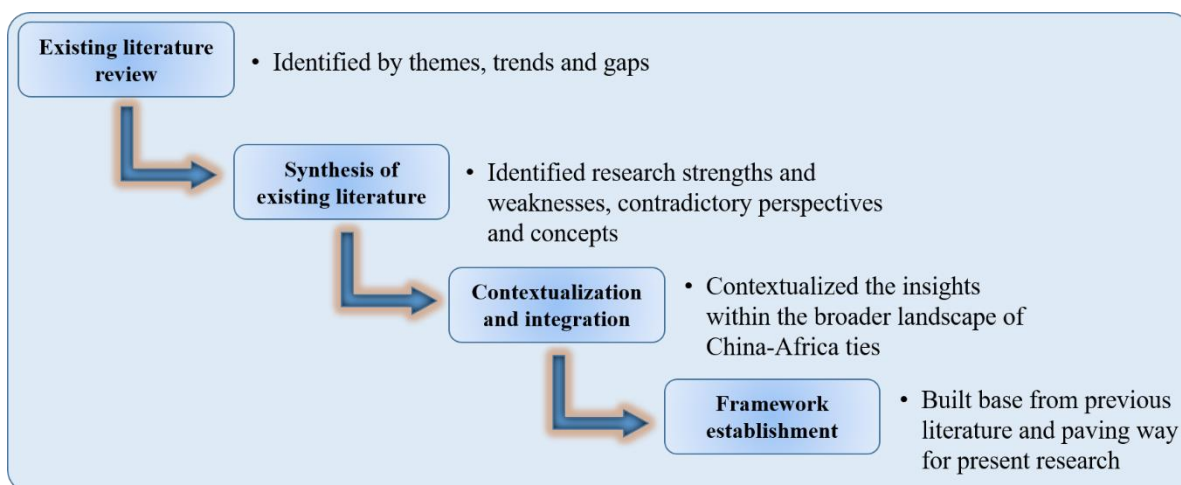 Existing literature
review
• Identified by themes, trends and gaps
Synthesis of
existing literature
• Identified research strengths and
weaknesses, contradictory perspectives
and concepts
Contextualization
and integration
• Contextualized the insights
within the broader landscape of
China-Africa ties
Framework
establishment
• Built base from previous
literature and paving way
for present research